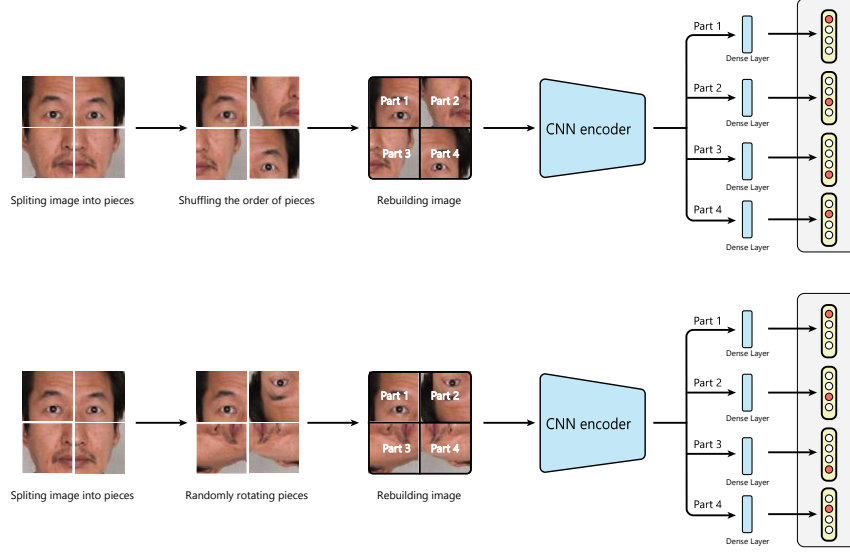 Part 1
Dense Layer
Part 2
Dense Layer
Part 3
Dense Layer
Part 4
Dense Layer
Part 1 Part 2
Part 3 Part 4
CNN encoder
Spliting image into pieces
Shuffling the order of pieces
Rebuilding image
Part 1
Dense Layer
Part 2
Dense Layer
Part 3
Dense Layer
Part 4
Dense Layer
Part 1 Part 2
Part 3 Part 4
CNN encoder
Spliting image into pieces
Randomly rotating pieces
Rebuilding image